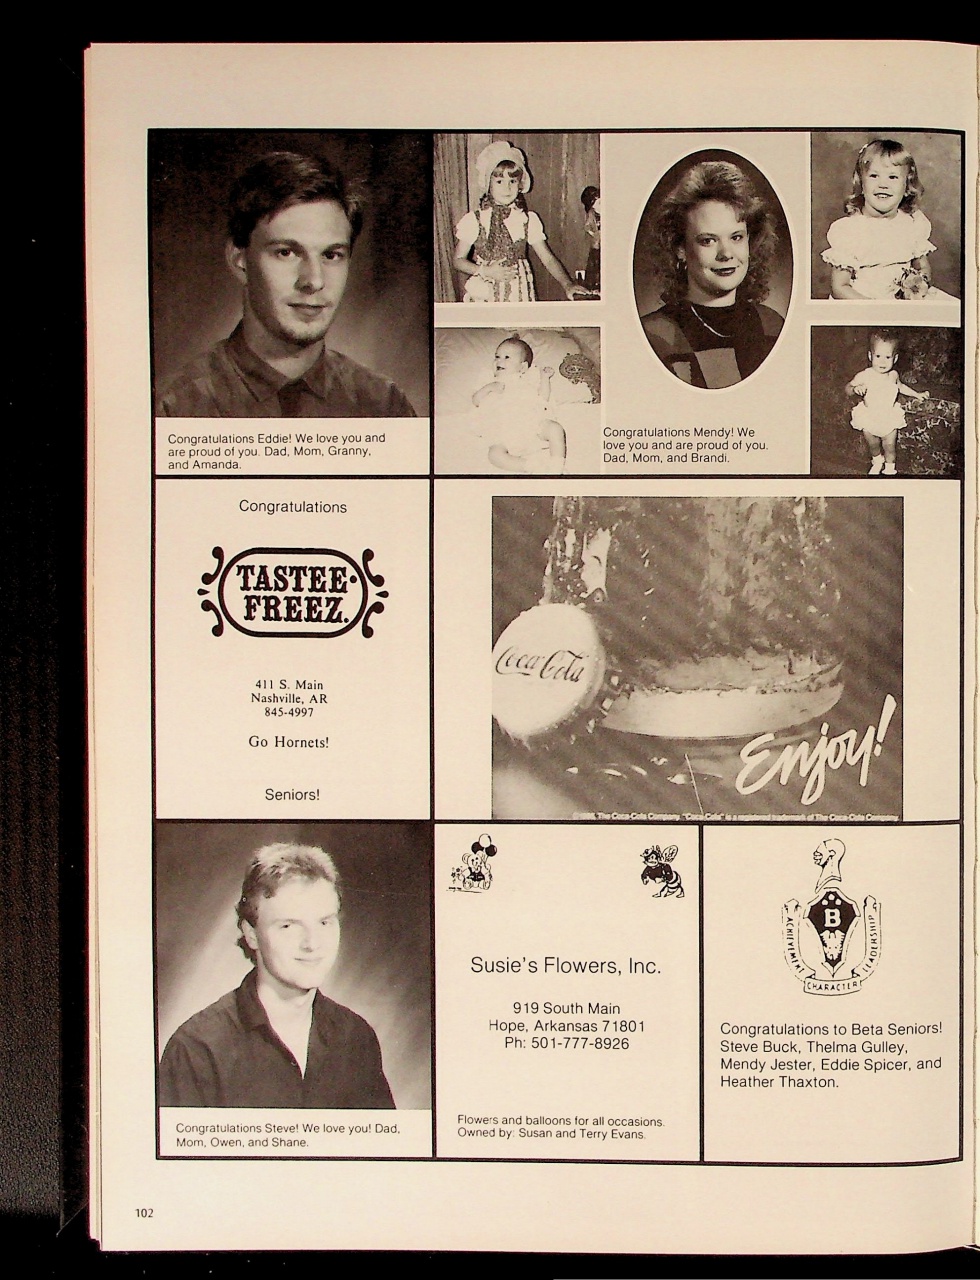 Congratulations Eddie! We love you and
are proud of you. Dad, Mom, Granny,
and Amanda.
Congratulations Mendy! We
love you and are proud of you.
Dad, Mom, and Brandi.
Congratulations
TASTEE-
FREEZ.
411 S. Main
Nashville, AR
845-4997
Go Hornets!
Seniors!
Coca-Cola
Enjoy!
The Coca-Cola Company. "Coca-Cola" is a registered trademark of The Coca-Cola Company.
Congratulations Steve! We love you! Dad,
Mom, Owen, and Shane.
Susie's Flowers, Inc.
919 South Main
Hope, Arkansas 71801
Ph: 501-777-8926
Flowers and balloons for all occasions.
Owned by: Susan and Terry Evans.
B
ACHIEVEMENT
CHARACTER
LEADERSHIP
Congratulations to Beta Seniors!
Steve Buck, Thelma Gulley,
Mendy Jester, Eddie Spicer, and
Heather Thaxton.
102